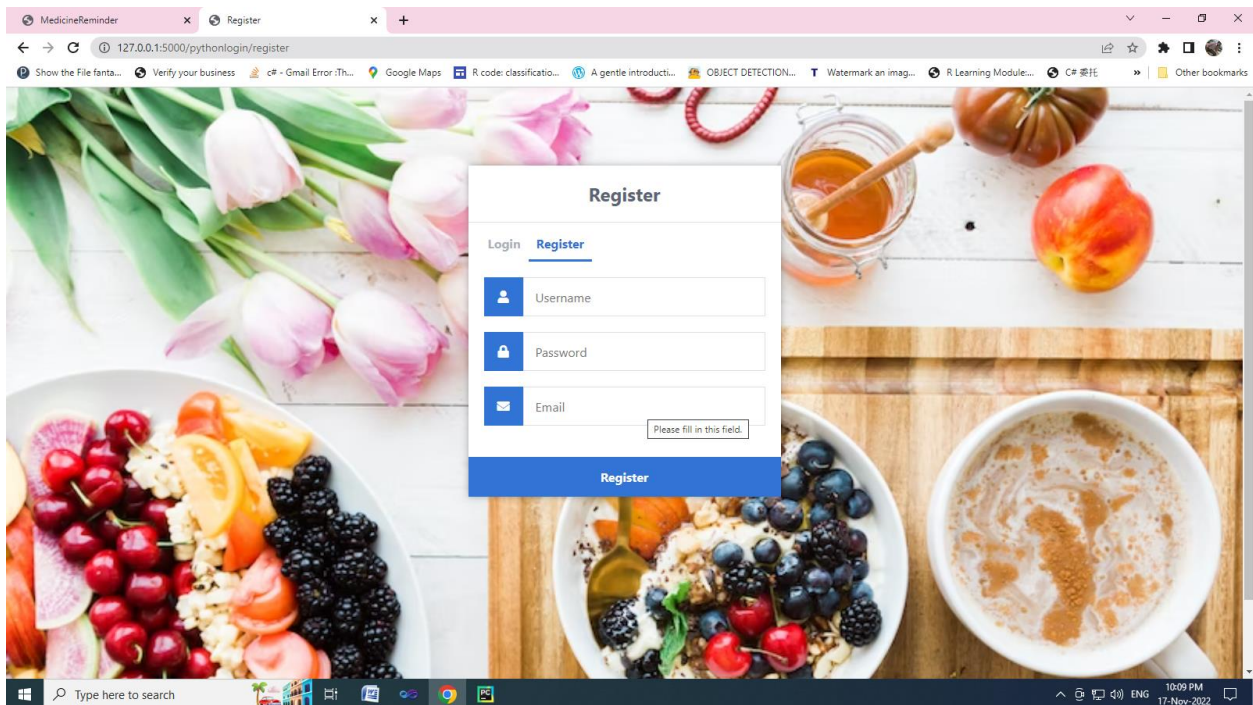 MedicineReminder
Register
127.0.0.1:5000/pythonlogin/register
Show the File fanta...
Verify your business
c# - Gmail Error :Th...
Google Maps
R code: classificatio...
A gentle introducti...
OBJECT DETECTION...
Watermark an imag...
R Learning Module:...
C# 委托
»
Other bookmarks
Register
Login Register
Username
Password
Email
Please fill in this field.
Register
Type here to search
ENG
10:09 PM
17-Nov-2022